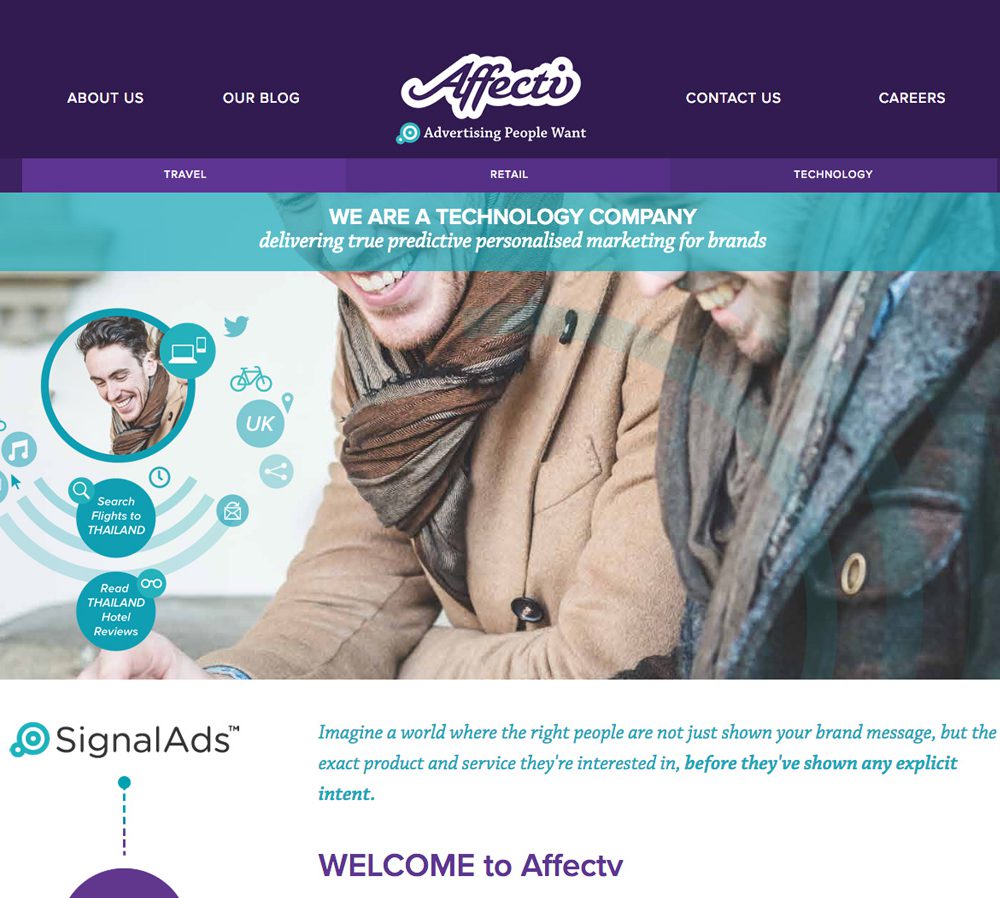 Affectv
Advertising People Want
ABOUT US
OUR BLOG
CONTACT US
CAREERS
TRAVEL
RETAIL
TECHNOLOGY
WE ARE A TECHNOLOGY COMPANY
delivering true predictive personalised marketing for brands
UK
Search
Flights to
THAILAND
Read
THAILAND
Hotel
Reviews
SignalAds™
Imagine a world where the right people are not just shown your brand message, but the
exact product and service they're interested in, before they've shown any explicit
intent.
WELCOME to Affectv